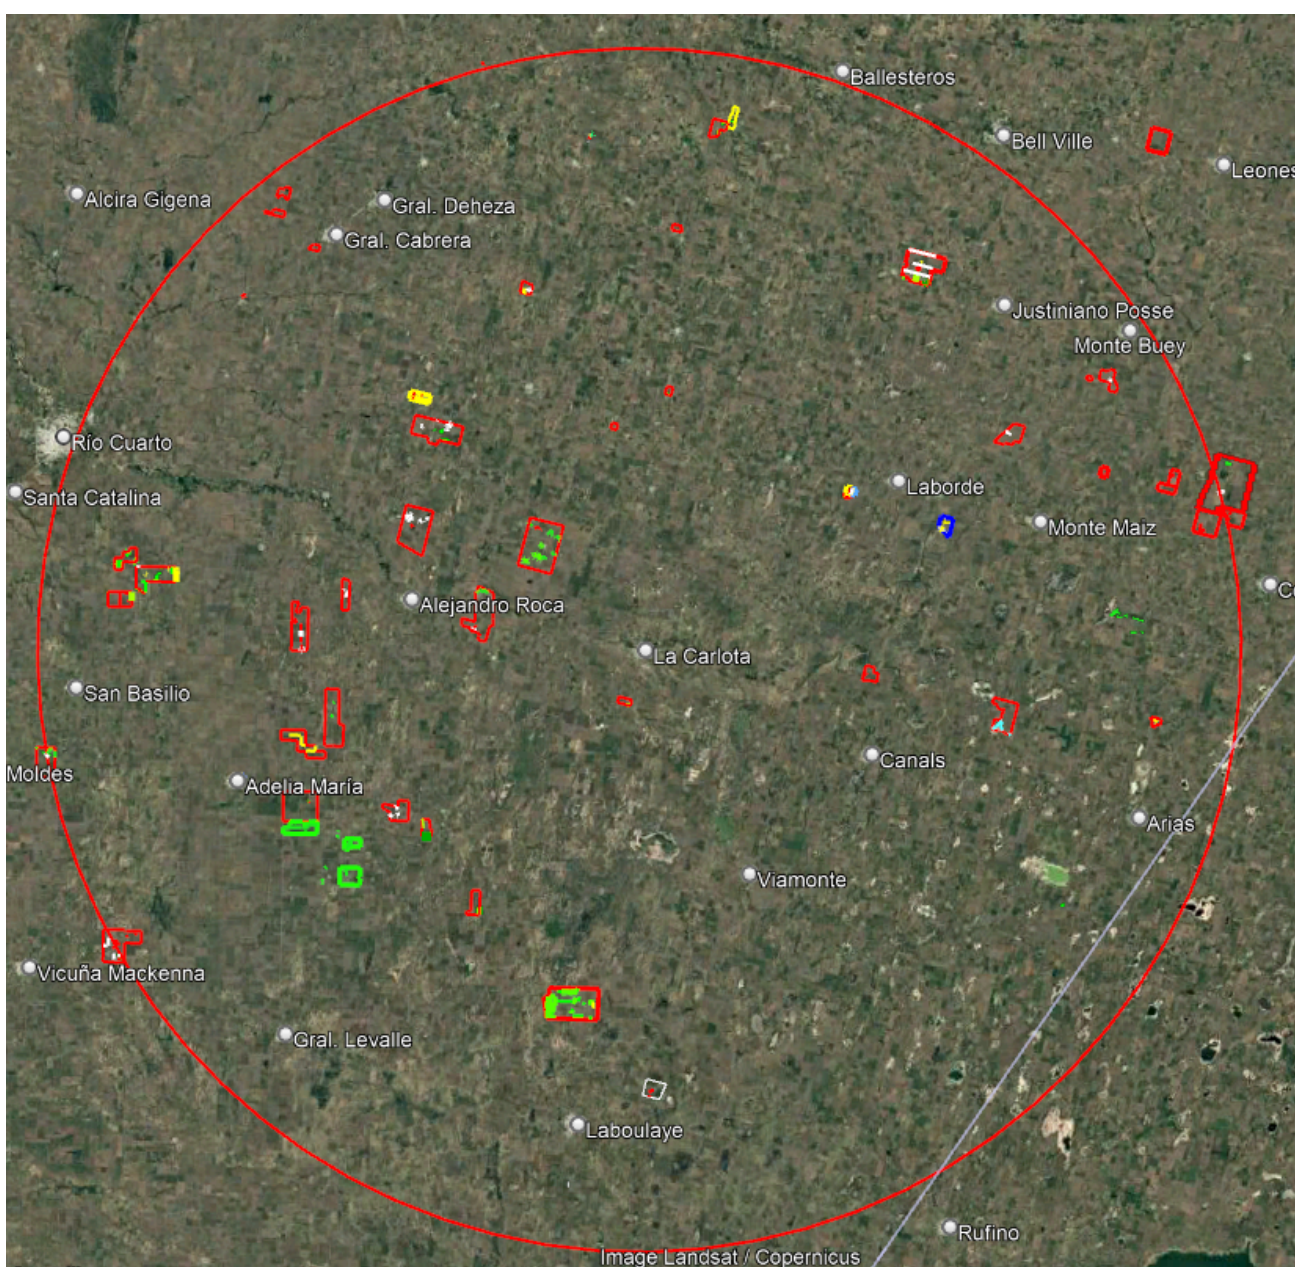 Ballesteros
Bell Ville
Leones
Alcira Gigena
Gral. Deheza
Gral. Cabrera
Justiniano Posse
Monte Buey
Río Cuarto
Santa Catalina
Laborde
Monte Maiz
Co
Alejandro Roca
La Carlota
San Basilio
Moldes
Adelia María
Canals
Arias
Viamonte
Vicuña Mackenna
Gral. Levalle
Laboulaye
Rufino
Image Landsat / Copernicus